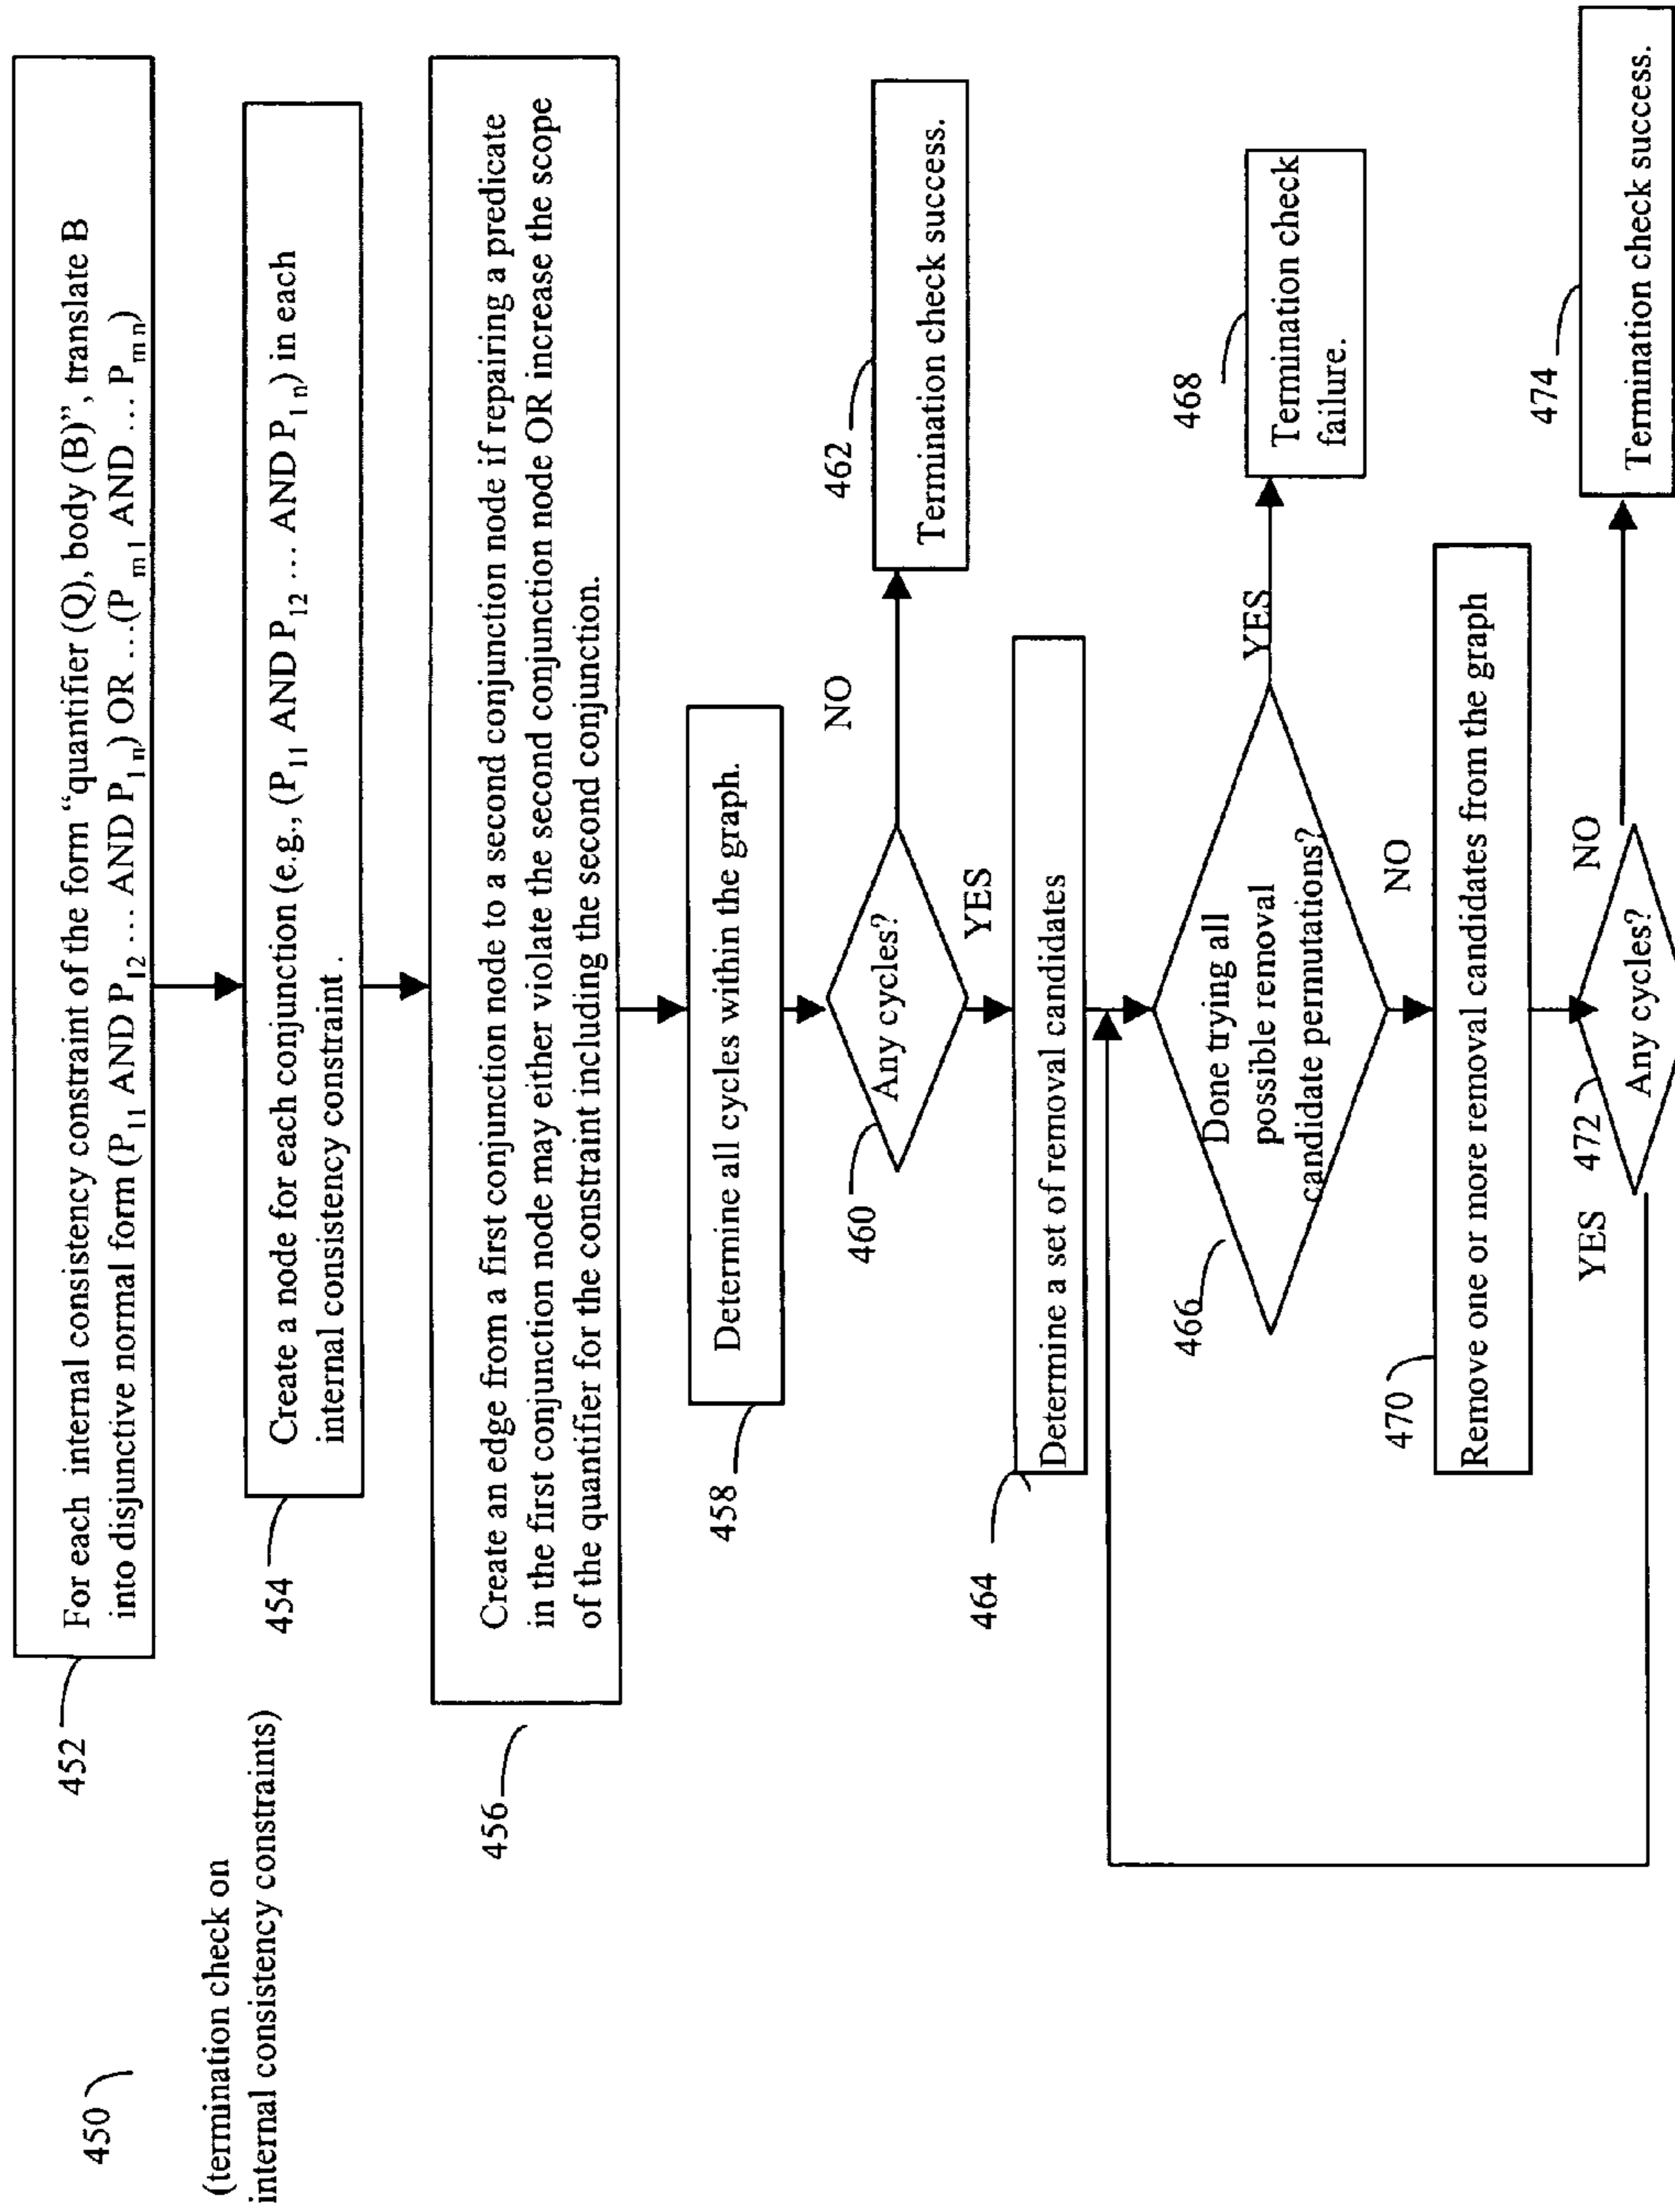 450
(termination check on
internal consistency constraints)
452
For each internal consistency constraint of the form “quantifier (Q), body (B)”, translate B
into disjunctive normal form (P11 AND P12 ... AND P1n) OR ...(Pm1 AND ... Pmn)
454
Create a node for each conjunction (e.g., (P11 AND P12 ... AND P1n) in each
internal consistency constraint .
456
Create an edge from a first conjunction node to a second conjunction node if repairing a predicate
in the first conjunction node may either violate the second conjunction node OR increase the scope
of the quantifier for the constraint including the second conjunction.
458
Determine all cycles within the graph.
460
Any cycles?
NO
462
Termination check success.
YES
464
Determine a set of removal candidates
466
Done trying all
possible removal
candidate permutations?
YES
468
Termination check
failure.
NO
470
Remove one or more removal candidates from the graph
472
Any cycles?
YES
NO
474
Termination check success.